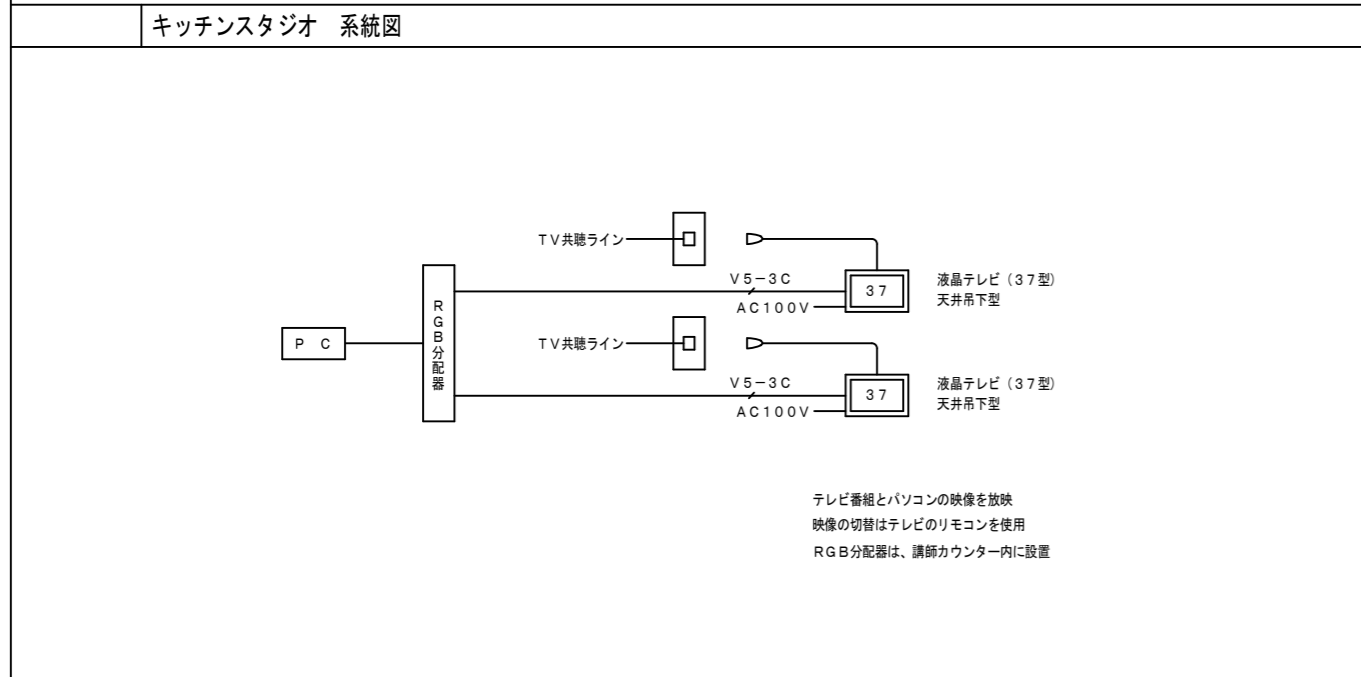 キッチンスタジオ　系統図
ＴＶ共聴ライン
Ｖ５－３Ｃ
３７
液晶テレビ（３７型）
天井吊下型
ＡＣ１００Ｖ
ＲＧＢ分配器
Ｐ　Ｃ
ＴＶ共聴ライン
Ｖ５－３Ｃ
３７
液晶テレビ（３７型）
天井吊下型
ＡＣ１００Ｖ
テレビ番組とパソコンの映像を放映
映像の切替はテレビのリモコンを使用
ＲＧＢ分配器は、講師カウンター内に設置